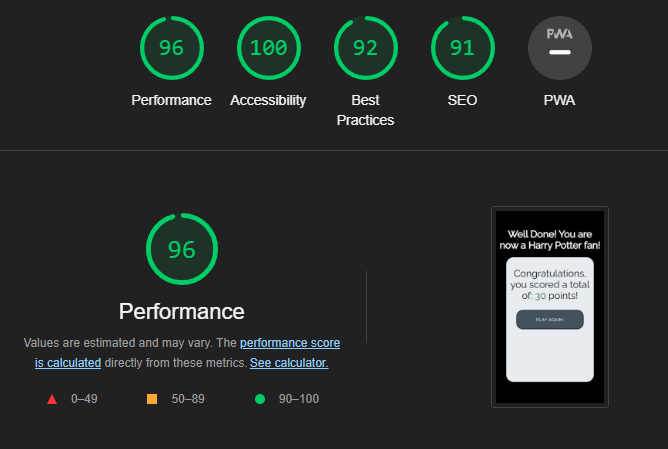 96
100
92
91
PWA
Performance
Accessibility
Best
Practices
SEO
PWA
96
Performance
Values are estimated and may vary. The performance score
is calculated directly from these metrics. See calculator.
0–49
50–89
90–100
Well Done! You are
now a Harry Potter fan!
Congratulations,
you scored a total
of: 30 points!
PLAY AGAIN!